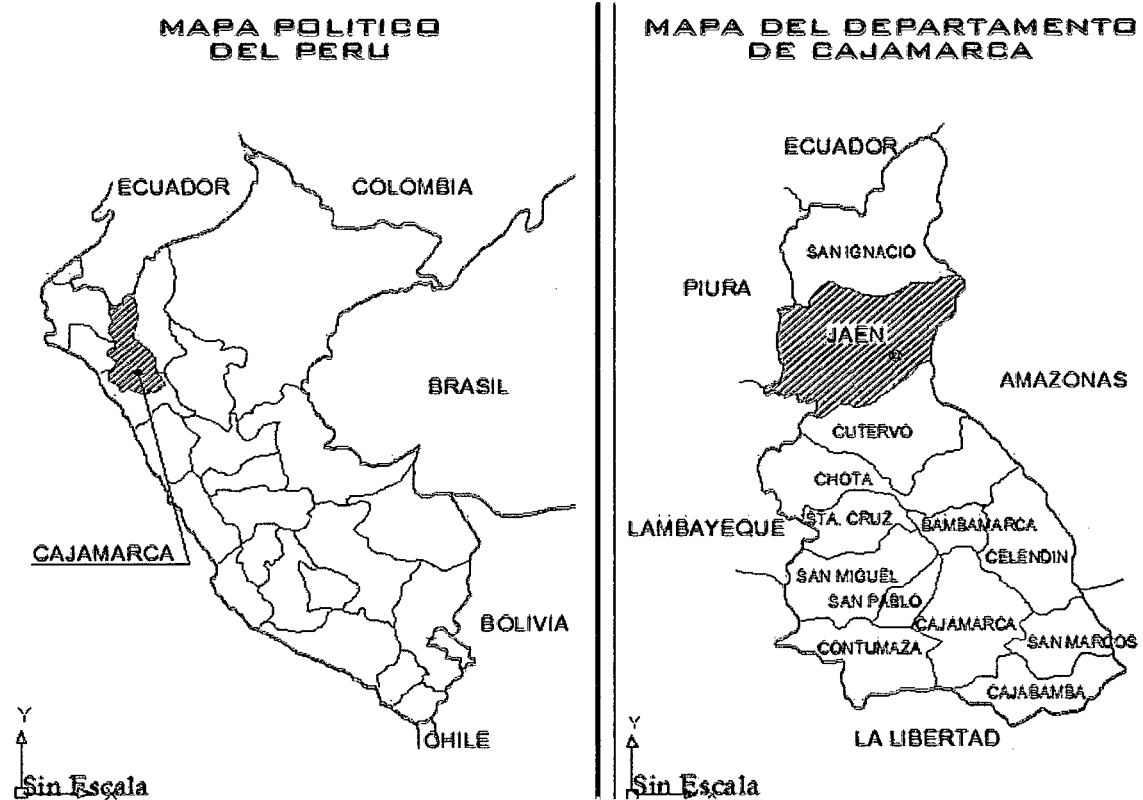 MAPA POLITICO
DEL PERU
ECUADOR
COLOMBIA
BRASIL
CAJAMARCA
BOLIVIA
CHILE
Y
X
Sin Escala
MAPA DEL DEPARTAMENTO
DE CAJAMARCA
ECUADOR
SAN IGNACIO
PIURA
JAEN
AMAZONAS
CUTERVO
CHOTA
LAMBAYEQUE
STA. CRUZ
BAMBAMARCA
CELENDIN
SAN MIGUEL
SAN PABLO
CAJAMARCA
SAN MARCOS
CONTUMAZA
CAJABAMBA
LA LIBERTAD
Y
X
Sin Escala